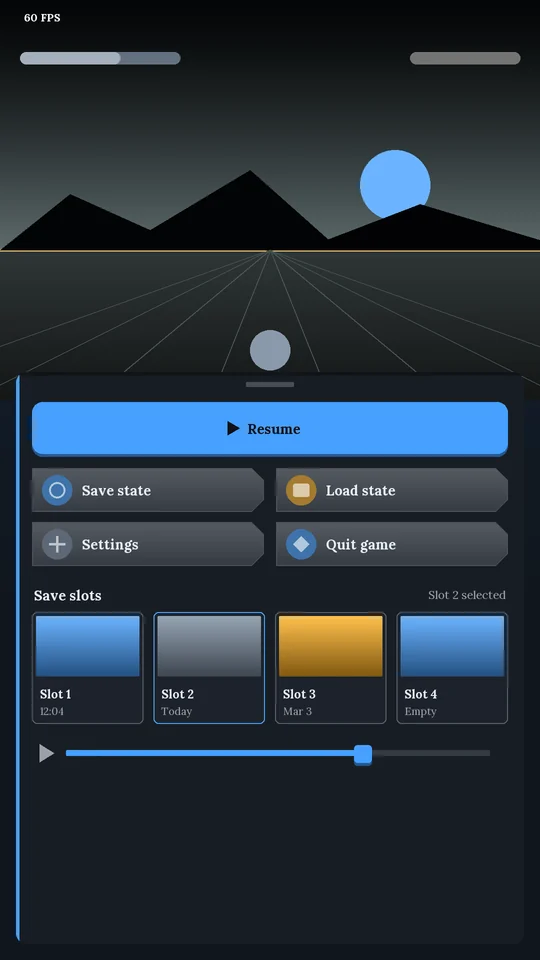 60 FPS
Resume
Save state
Load state
Settings
Quit game
Save slots
Slot 2 selected
Slot 1
12:04
Slot 2
Today
Slot 3
Mar 3
Slot 4
Empty